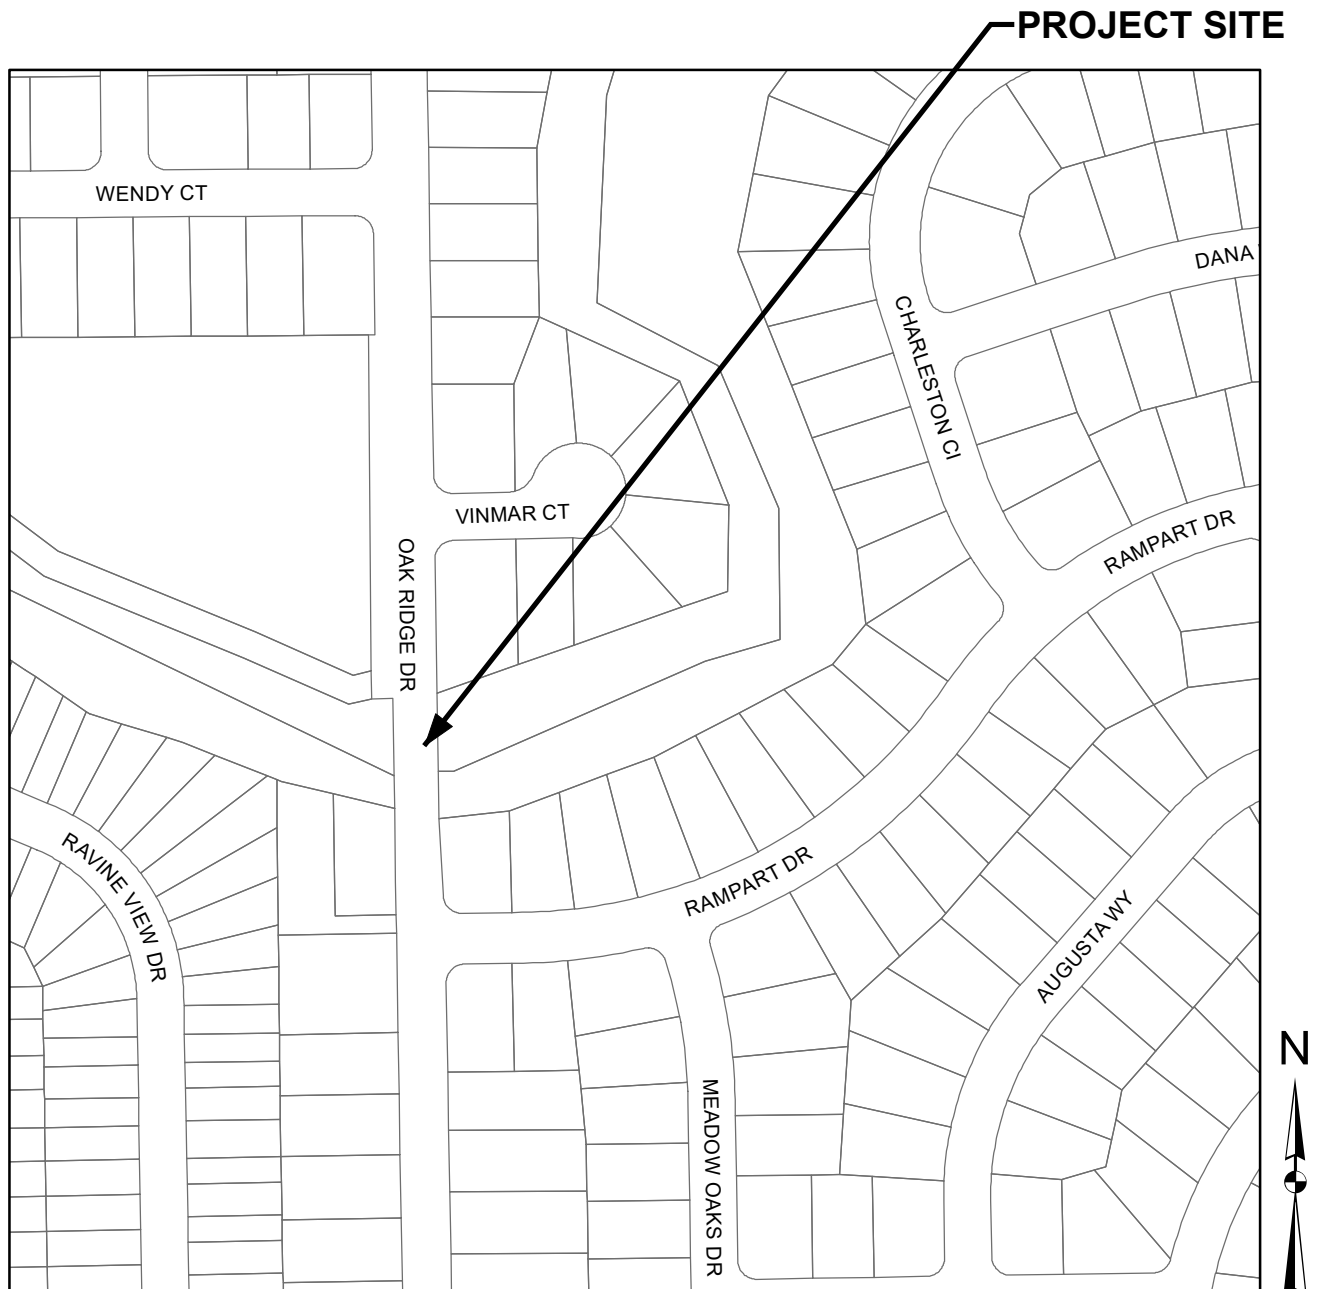 PROJECT SITE
WENDY CT
DANA
CHARLESTON CI
VINMAR CT
RAMPART DR
OAK RIDGE DR
RAVINE VIEW DR
RAMPART DR
AUGUSTA WY
MEADOW OAKS DR
N